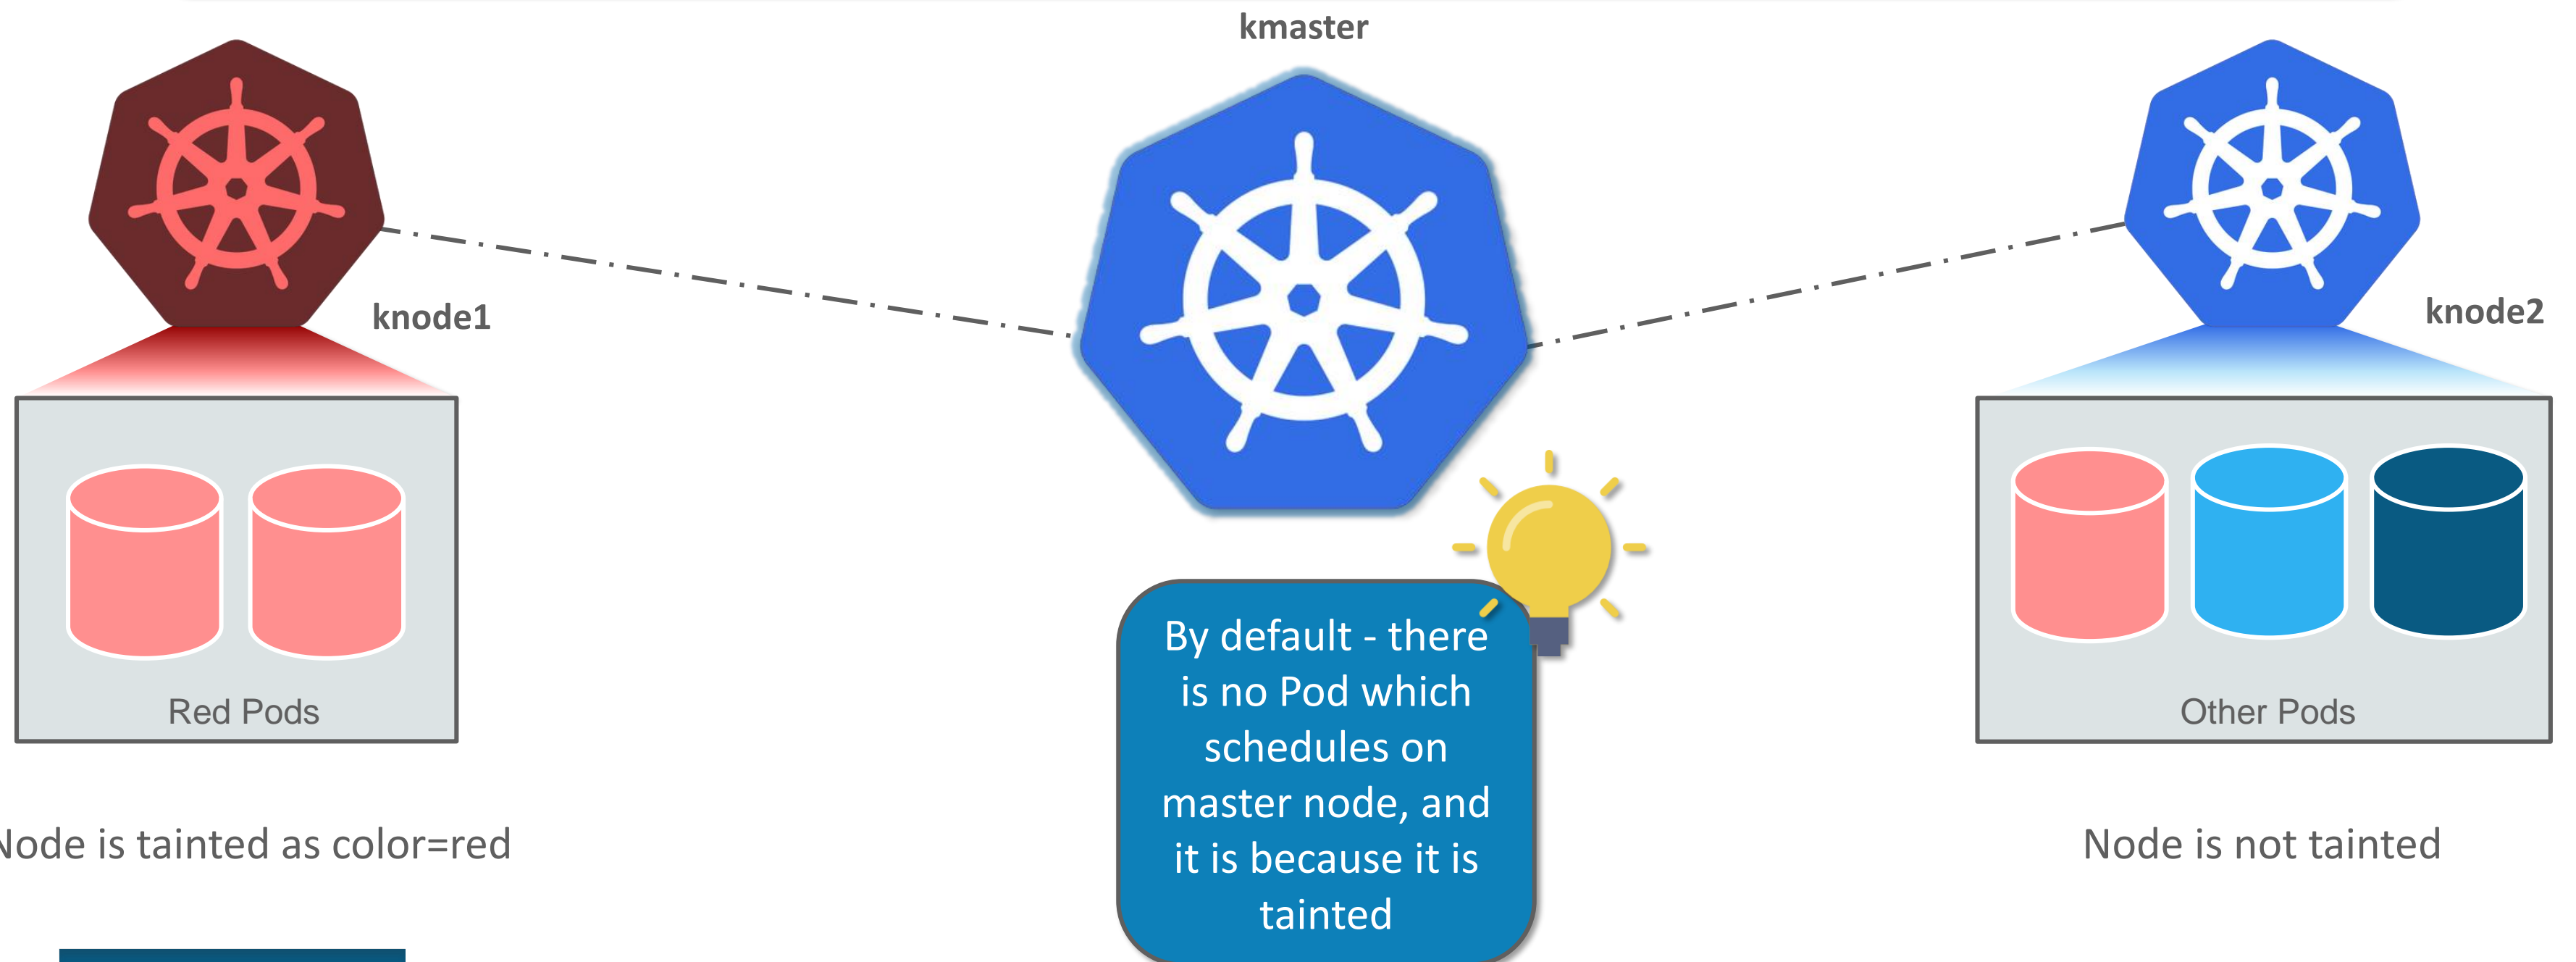 kmaster
knode1
knode2
By default - there
is no Pod which
schedules on
master node, and
it is because it is
tainted
Red Pods
Other Pods
Node is tainted as color=red
Node is not tainted